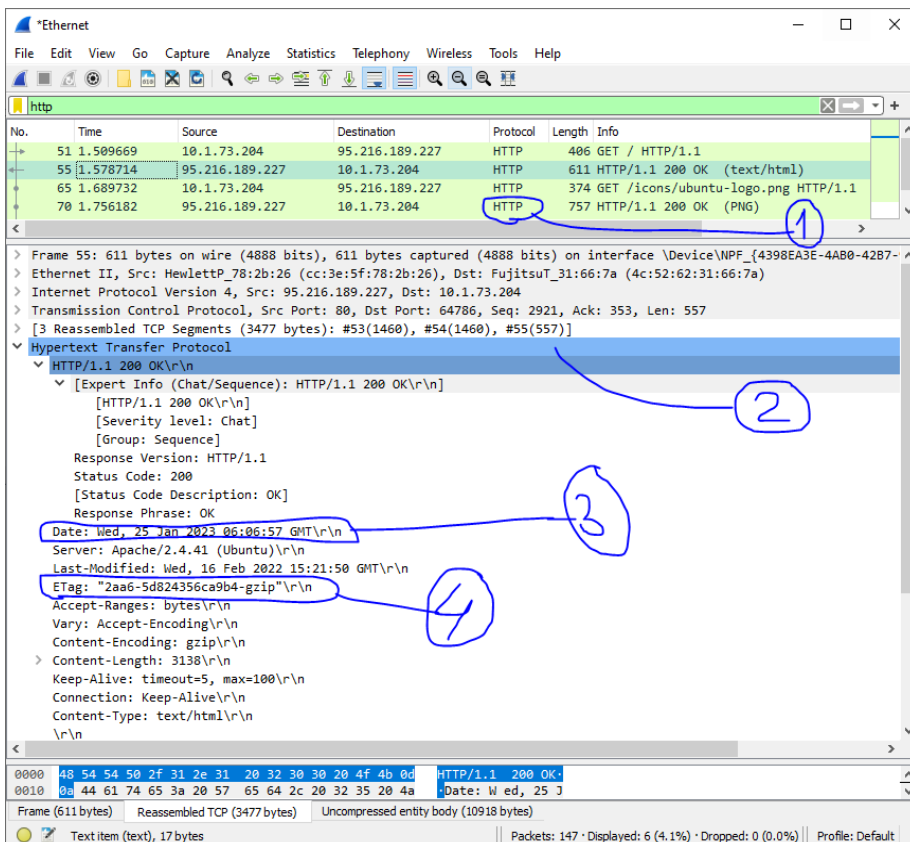 *Ethernet
File Edit View Go Capture Analyze Statistics Telephony Wireless Tools Help
http
No. Time Source Destination Protocol Length Info
51 1.509669 10.1.73.204 95.216.189.227 HTTP 406 GET / HTTP/1.1
55 1.578714 95.216.189.227 10.1.73.204 HTTP 611 HTTP/1.1 200 OK (text/html)
65 1.689732 10.1.73.204 95.216.189.227 HTTP 374 GET /icons/ubuntu-logo.png HTTP/1.1
70 1.756182 95.216.189.227 10.1.73.204 HTTP 757 HTTP/1.1 200 OK (PNG)
1
> Frame 55: 611 bytes on wire (4888 bits), 611 bytes captured (4888 bits) on interface \Device\NPF_{4398EA3E-4AB0-42B7-
> Ethernet II, Src: HewlettP_78:2b:26 (cc:3e:5f:78:2b:26), Dst: FujitsuT_31:66:7a (4c:52:62:31:66:7a)
> Internet Protocol Version 4, Src: 95.216.189.227, Dst: 10.1.73.204
> Transmission Control Protocol, Src Port: 80, Dst Port: 64786, Seq: 2921, Ack: 353, Len: 557
> [3 Reassembled TCP Segments (3477 bytes): #53(1460), #54(1460), #55(557)]
Hypertext Transfer Protocol
HTTP/1.1 200 OK\r\n
[Expert Info (Chat/Sequence): HTTP/1.1 200 OK\r\n]
[HTTP/1.1 200 OK\r\n]
2
[Severity level: Chat]
[Group: Sequence]
Response Version: HTTP/1.1
Status Code: 200
[Status Code Description: OK]
Response Phrase: OK
3
Date: Wed, 25 Jan 2023 06:06:57 GMT\r\n
Server: Apache/2.4.41 (Ubuntu)\r\n
Last-Modified: Wed, 16 Feb 2022 15:21:50 GMT\r\n
ETag: "2aa6-5d824356ca9b4-gzip"\r\n
4
Accept-Ranges: bytes\r\n
Vary: Accept-Encoding\r\n
Content-Encoding: gzip\r\n
> Content-Length: 3138\r\n
Keep-Alive: timeout=5, max=100\r\n
Connection: Keep-Alive\r\n
Content-Type: text/html\r\n
\r\n
0000 48 54 54 50 2f 31 2e 31 20 32 30 30 20 4f 4b 0d HTTP/1.1 200 OK·
0010 0a 44 61 74 65 3a 20 57 65 64 2c 20 32 35 20 4a ·Date: W ed, 25 J
Frame (611 bytes) Reassembled TCP (3477 bytes) Uncompressed entity body (10918 bytes)
Text item (text), 17 bytes Packets: 147 · Displayed: 6 (4.1%) · Dropped: 0 (0.0%) Profile: Default